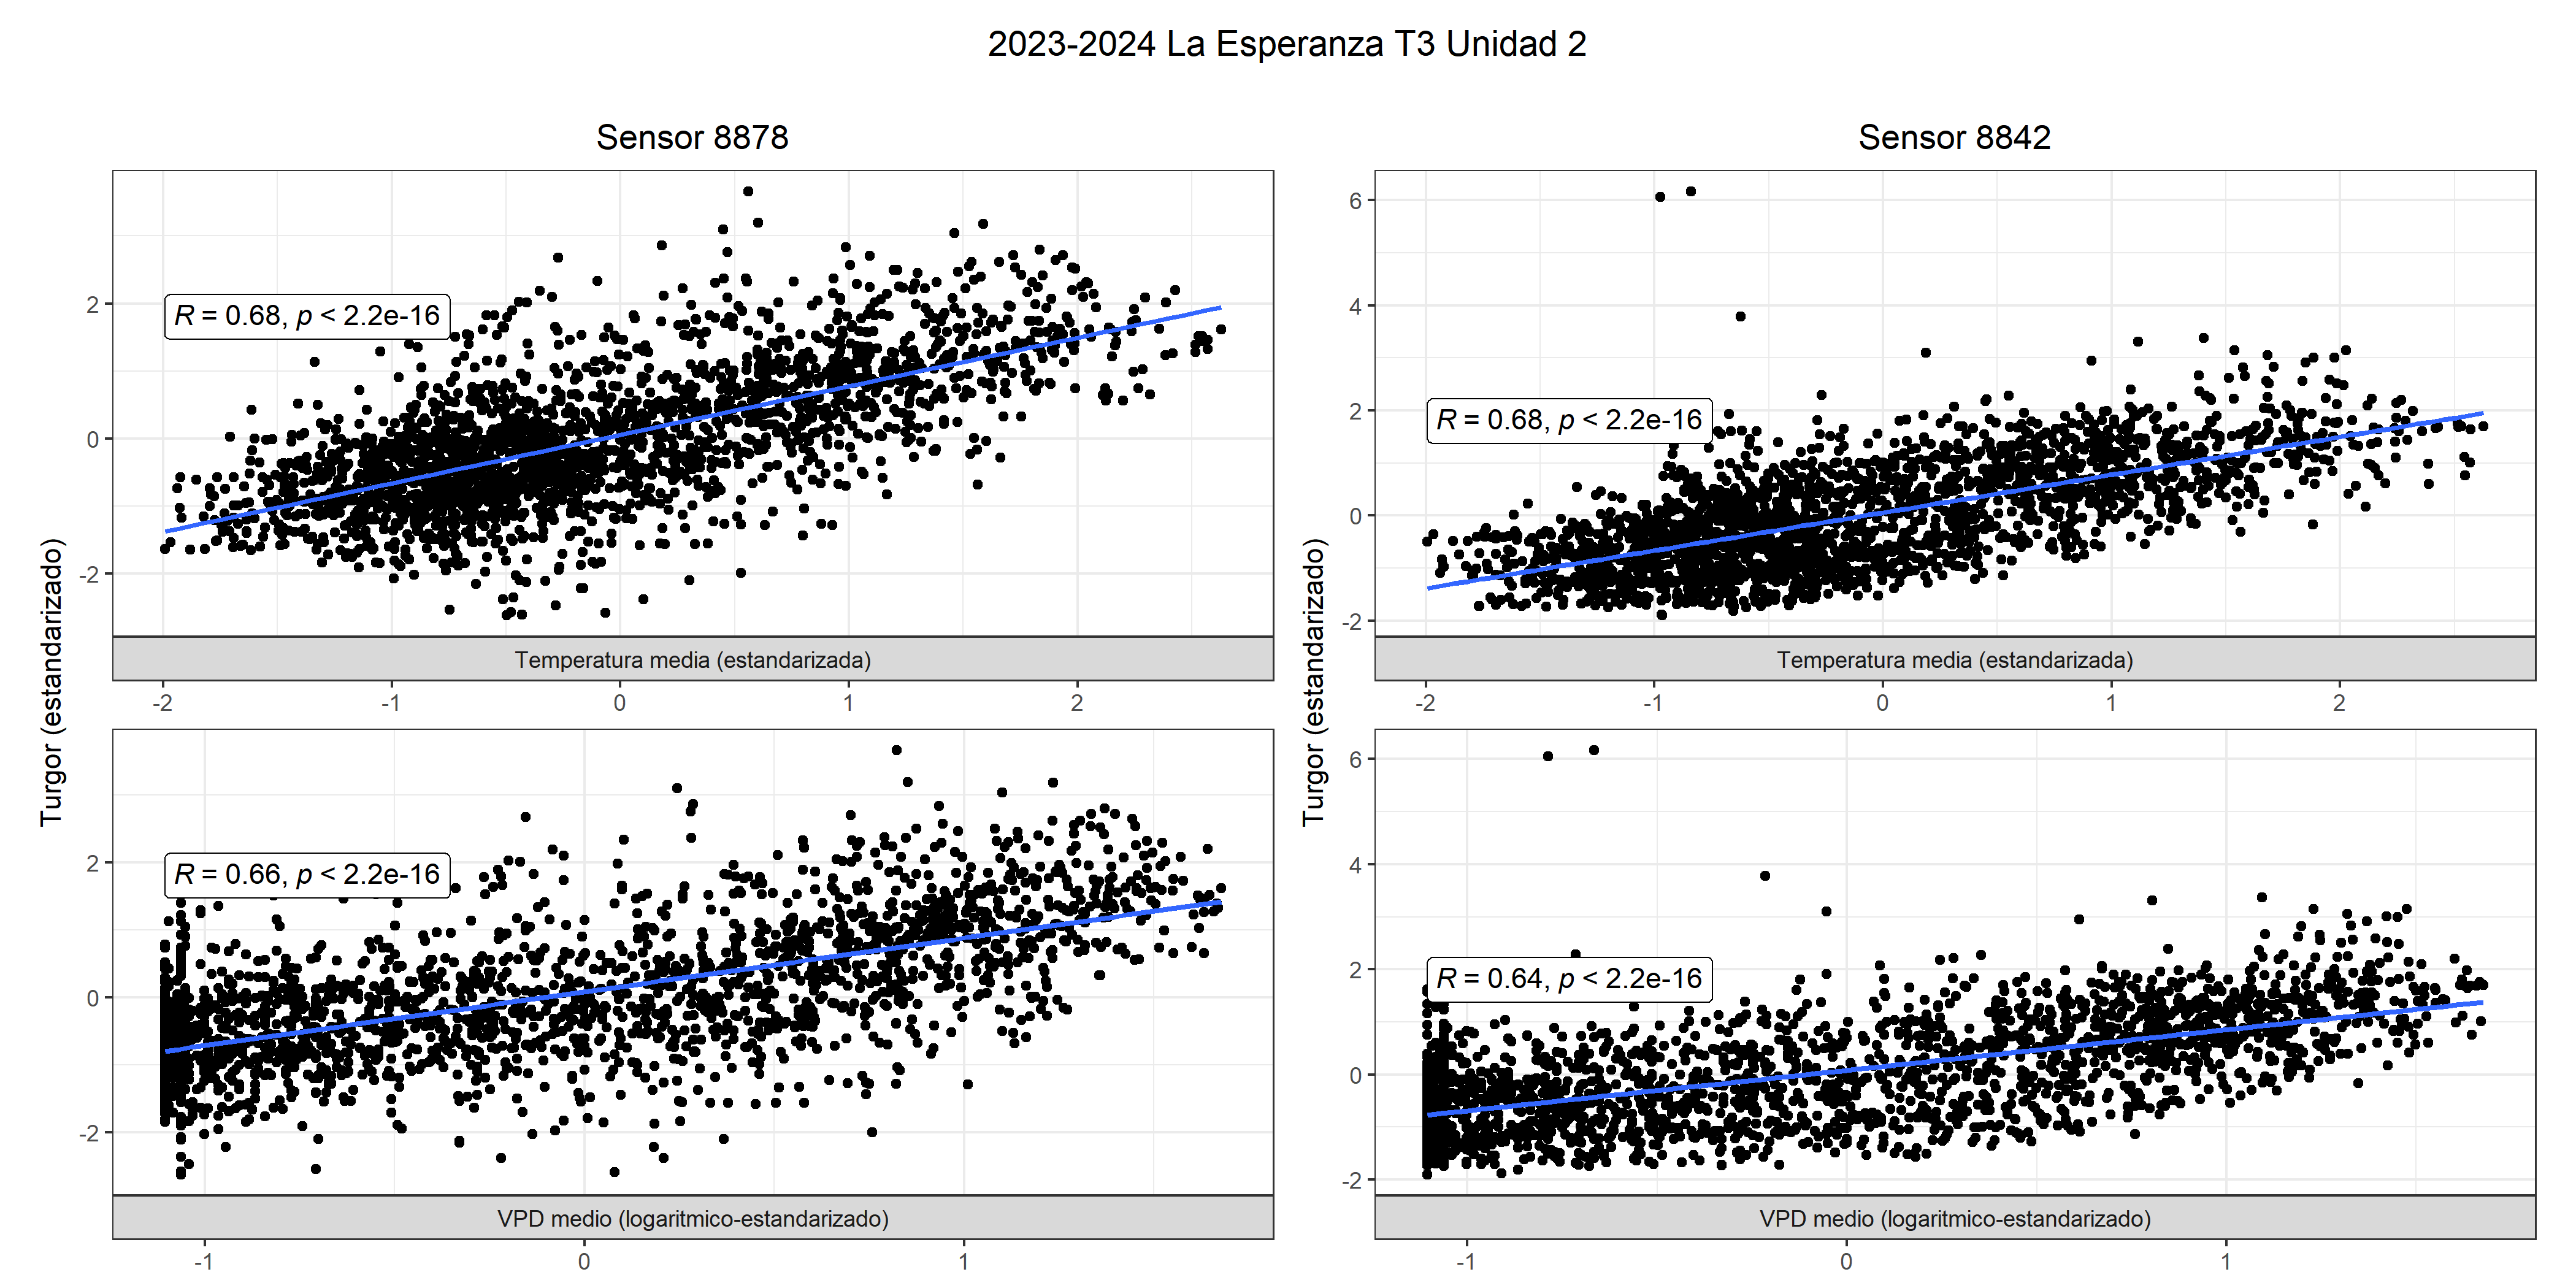 2023-2024 La Esperanza T3 Unidad 2
Sensor 8878
Turgor (estandarizado)
2
0
-2
R = 0.68, p < 2.2e-16
Temperatura media (estandarizada)
-2 -1 0 1 2
2
0
-2
R = 0.66, p < 2.2e-16
VPD medio (logaritmico-estandarizado)
-1 0 1
Sensor 8842
Turgor (estandarizado)
6
4
2
0
-2
R = 0.68, p < 2.2e-16
Temperatura media (estandarizada)
-2 -1 0 1 2
6
4
2
0
-2
R = 0.64, p < 2.2e-16
VPD medio (logaritmico-estandarizado)
-1 0 1